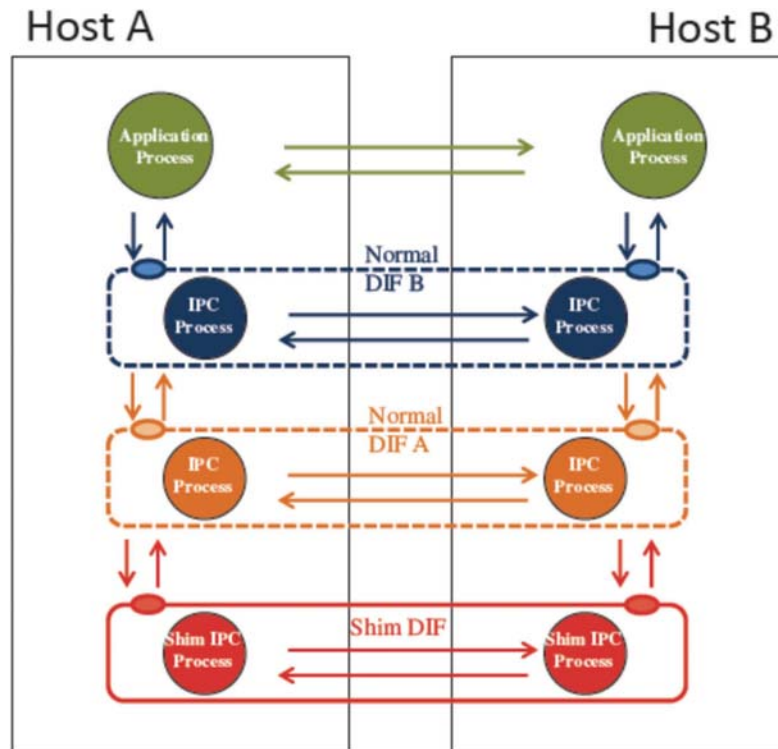 Host A
Host B
Application
Process
Application
Process
Normal
DIF B
IPC
Process
IPC
Process
Normal
DIF A
IPC
Process
IPC
Process
Shim DIF
Shim IPC
Process
Shim IPC
Process